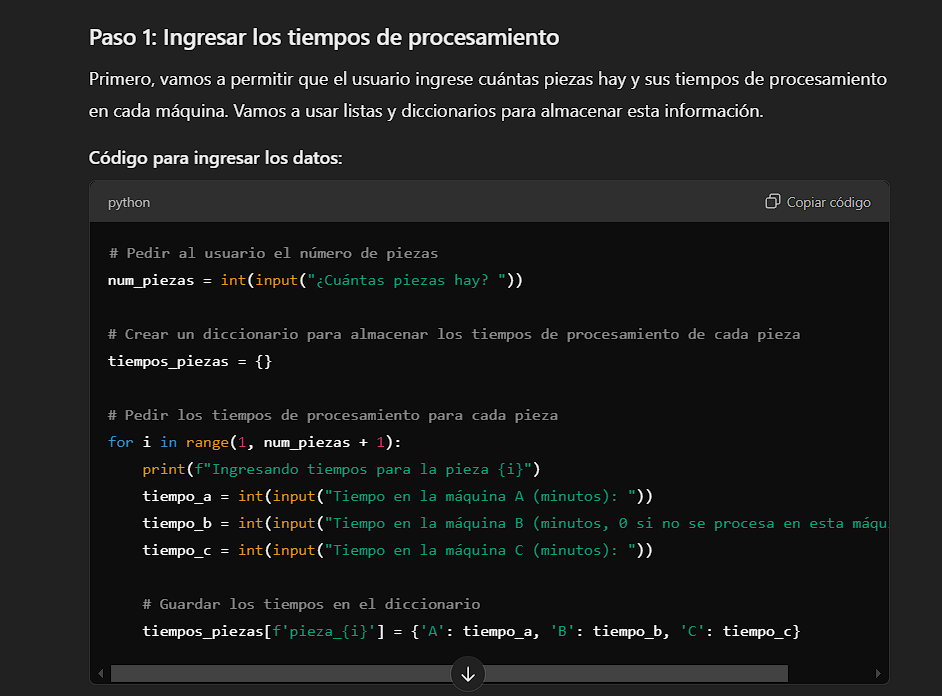 Paso 1: Ingresar los tiempos de procesamiento
Primero, vamos a permitir que el usuario ingrese cuántas piezas hay y sus tiempos de procesamiento
en cada máquina. Vamos a usar listas y diccionarios para almacenar esta información.
Código para ingresar los datos:
python Copiar código
# Pedir al usuario el número de piezas
num_piezas = int(input("¿Cuántas piezas hay? "))
# Crear un diccionario para almacenar los tiempos de procesamiento de cada pieza
tiempos_piezas = {}
# Pedir los tiempos de procesamiento para cada pieza
for i in range(1, num_piezas + 1):
    print(f"Ingresando tiempos para la pieza {i}")
    tiempo_a = int(input("Tiempo en la máquina A (minutos): "))
    tiempo_b = int(input("Tiempo en la máquina B (minutos, 0 si no se procesa en esta máqu
    tiempo_c = int(input("Tiempo en la máquina C (minutos): "))
    # Guardar los tiempos en el diccionario
    tiempos_piezas[f'pieza_{i}'] = {'A': tiempo_a, 'B': tiempo_b, 'C': tiempo_c}